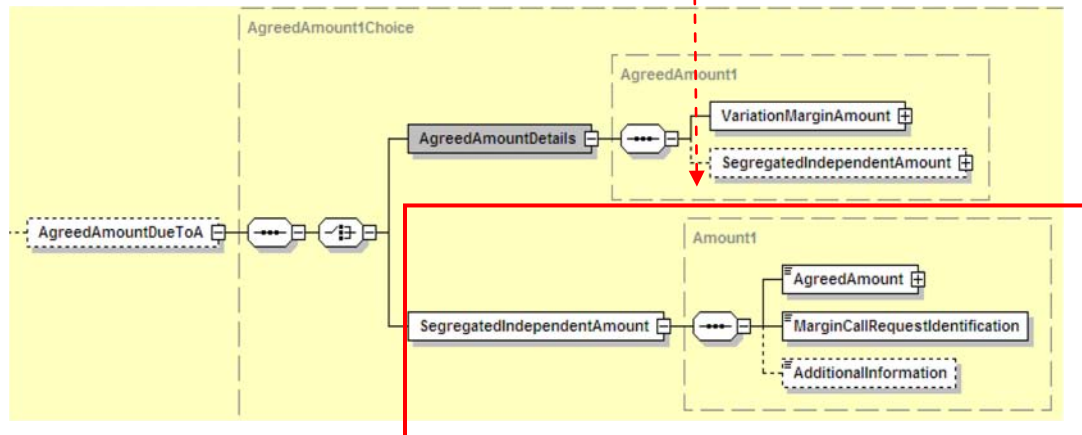 AgreedAmount1Choice
AgreedAmount1
VariationMarginAmount
AgreedAmountDetails
SegregatedIndependentAmount
AgreedAmountDueToA
Amount1
AgreedAmount
SegregatedIndependentAmount
MarginCallRequestIdentification
AdditionalInformation